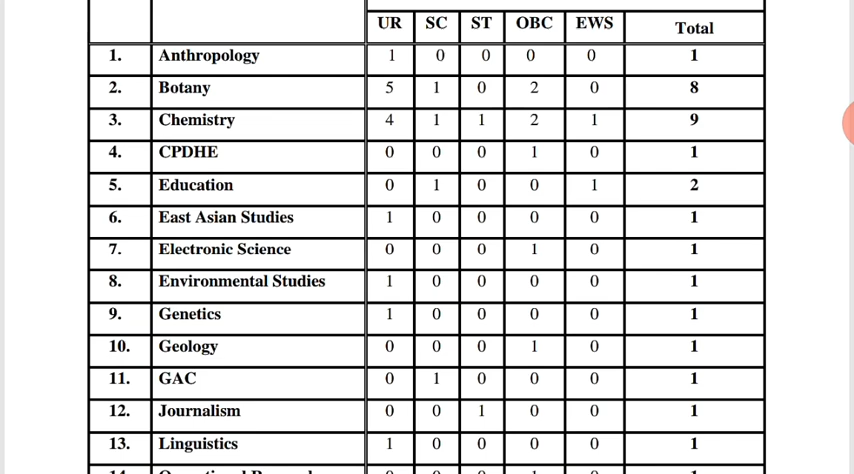 UR SC ST OBC EWS Total
1. Anthropology 1 0 0 0 0 1
2. Botany 5 1 0 2 0 8
3. Chemistry 4 1 1 2 1 9
4. CPDHE 0 0 0 1 0 1
5. Education 0 1 0 0 1 2
6. East Asian Studies 1 0 0 0 0 1
7. Electronic Science 0 0 0 1 0 1
8. Environmental Studies 1 0 0 0 0 1
9. Genetics 1 0 0 0 0 1
10. Geology 0 0 0 1 0 1
11. GAC 0 1 0 0 0 1
12. Journalism 0 0 1 0 0 1
13. Linguistics 1 0 0 0 0 1